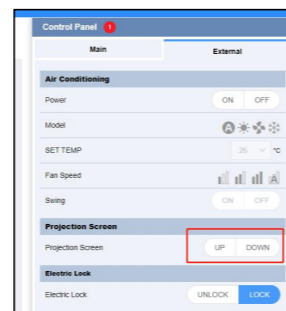 Control Panel 1
Main External
Air Conditioning
Power ON OFF
Model A
SET TEMP 26 °C
Fan Speed A
Swing ON OFF
Projection Screen
Projection Screen UP DOWN
Electric Lock
Electric Lock UNLOCK LOCK